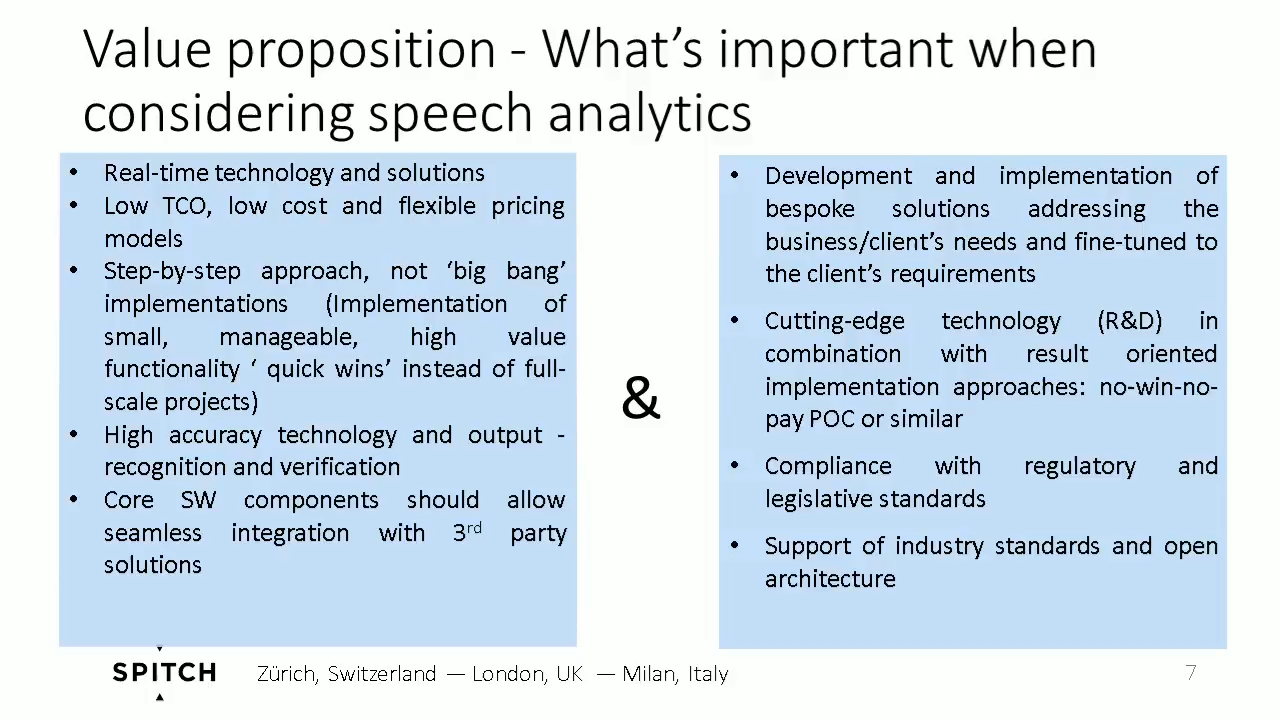 Value proposition - What's important when
considering speech analytics
• Real-time technology and solutions
• Low TCO, low cost and flexible pricing
models
• Step-by-step approach, not ‘big bang’
implementations (Implementation of
small, manageable, high value
functionality ‘ quick wins’ instead of full-
scale projects)
• High accuracy technology and output -
recognition and verification
• Core SW components should allow
seamless integration with 3rd party
solutions
&
• Development and implementation of
bespoke solutions addressing the
business/client’s needs and fine-tuned to
the client’s requirements
• Cutting-edge technology (R&D) in
combination with result oriented
implementation approaches: no-win-no-
pay POC or similar
• Compliance with regulatory and
legislative standards
• Support of industry standards and open
architecture
SPITCH
Zürich, Switzerland — London, UK — Milan, Italy
7